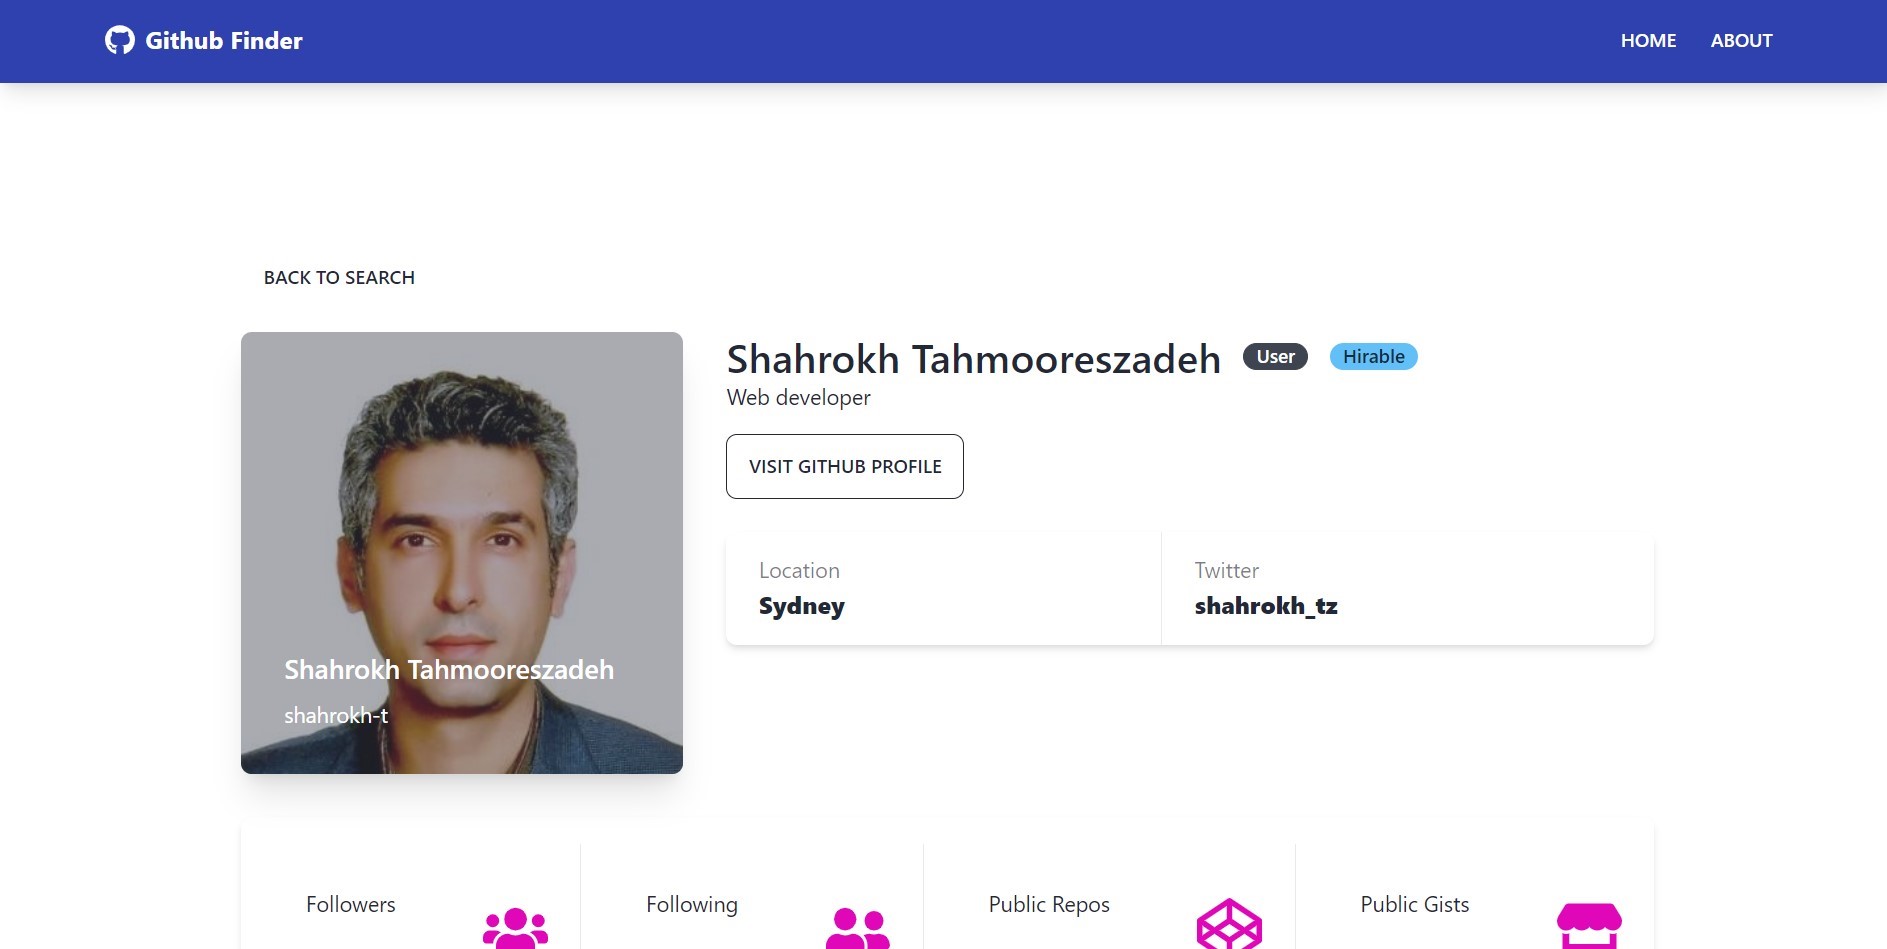 Github Finder
HOME ABOUT
BACK TO SEARCH
Shahrokh Tahmooreszadeh
shahrokh-t
Shahrokh Tahmooreszadeh User Hirable
Web developer
VISIT GITHUB PROFILE
Location
Sydney
Twitter
shahrokh_tz
Followers
Following
Public Repos
Public Gists